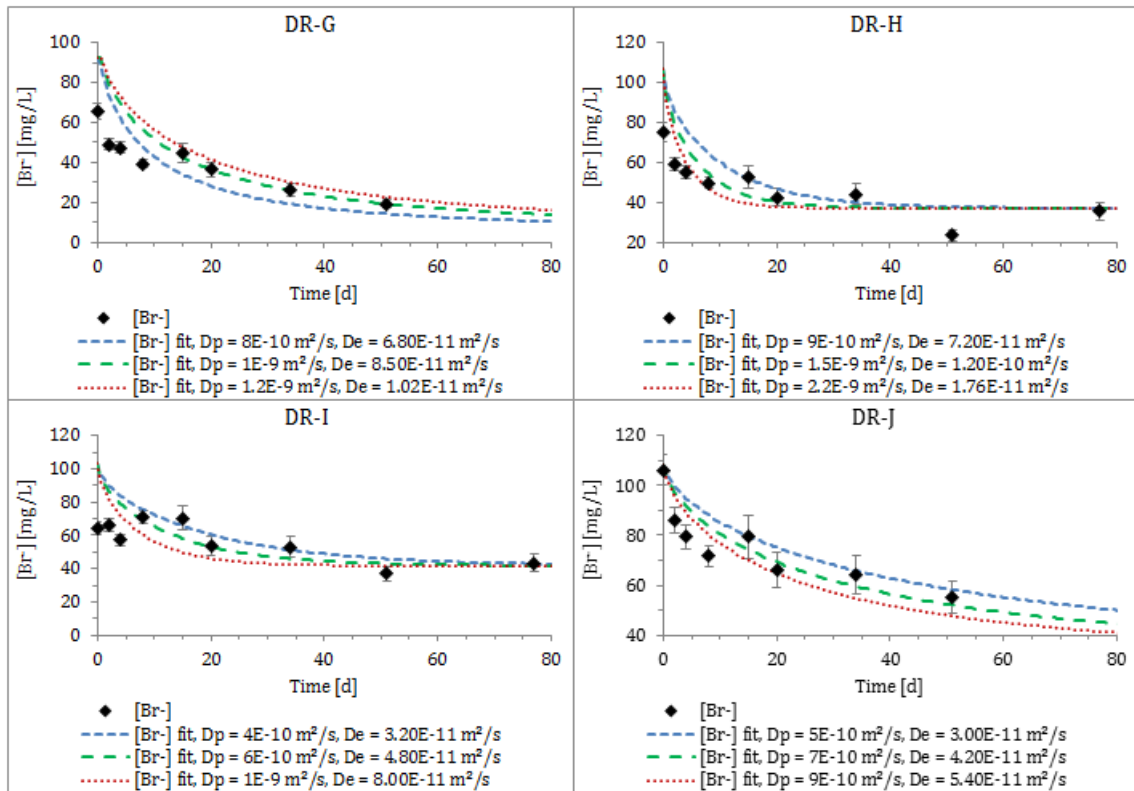 DR-G
[Br-] [mg/L]
100
80
60
40
20
0
0 20 40 60 80
Time [d]
[Br-]
[Br-] fit, Dp = 8E-10 m²/s, De = 6.80E-11 m²/s
[Br-] fit, Dp = 1E-9 m²/s, De = 8.50E-11 m²/s
[Br-] fit, Dp = 1.2E-9 m²/s, De = 1.02E-11 m²/s
DR-H
[Br-] [mg/L]
120
100
80
60
40
20
0 20 40 60 80
Time [d]
[Br-]
[Br-] fit, Dp = 9E-10 m²/s, De = 7.20E-11 m²/s
[Br-] fit, Dp = 1.5E-9 m²/s, De = 1.20E-10 m²/s
[Br-] fit, Dp = 2.2E-9 m²/s, De = 1.76E-11 m²/s
DR-I
[Br-] [mg/L]
120
100
80
60
40
20
0
0 20 40 60 80
Time [d]
[Br-]
[Br-] fit, Dp = 4E-10 m²/s, De = 3.20E-11 m²/s
[Br-] fit, Dp = 6E-10 m²/s, De = 4.80E-11 m²/s
[Br-] fit, Dp = 1E-9 m²/s, De = 8.00E-11 m²/s
DR-J
[Br-] [mg/L]
120
100
80
60
40
0 20 40 60 80
Time [d]
[Br-]
[Br-] fit, Dp = 5E-10 m²/s, De = 3.00E-11 m²/s
[Br-] fit, Dp = 7E-10 m²/s, De = 4.20E-11 m²/s
[Br-] fit, Dp = 9E-10 m²/s, De = 5.40E-11 m²/s